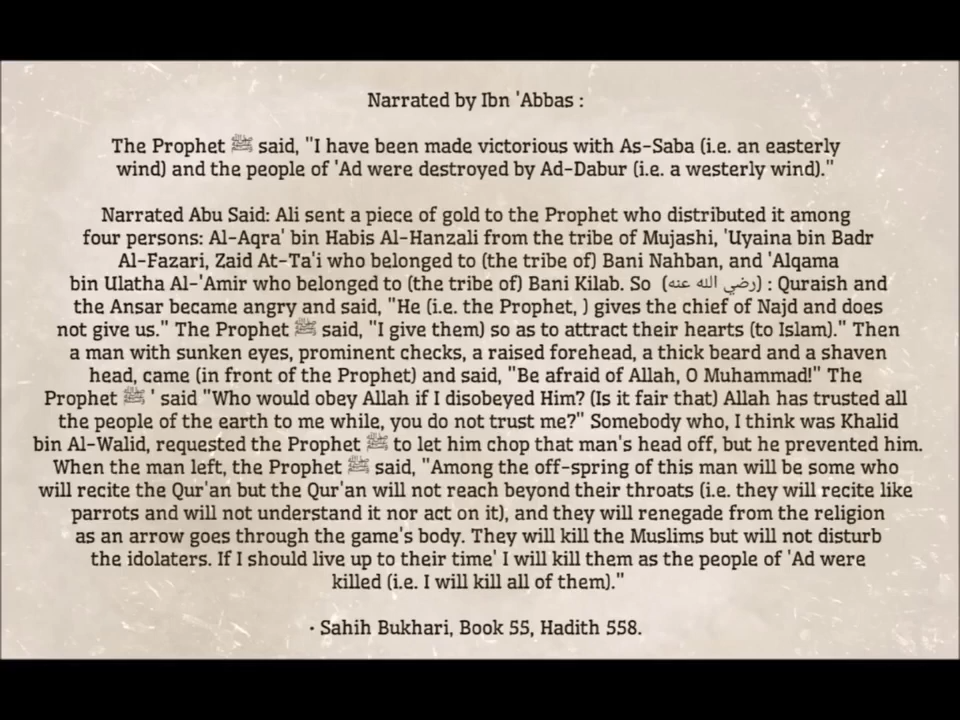 Narrated by Ibn 'Abbas :
The Prophet ﷺ said, "I have been made victorious with As-Saba (i.e. an easterly
wind) and the people of 'Ad were destroyed by Ad-Dabur (i.e. a westerly wind)."
Narrated Abu Said: Ali sent a piece of gold to the Prophet who distributed it among
four persons: Al-Aqra' bin Habis Al-Hanzali from the tribe of Mujashi, 'Uyaina bin Badr
Al-Fazari, Zaid At-Ta'i who belonged to (the tribe of) Bani Nahban, and 'Alqama
bin Ulatha Al-'Amir who belonged to (the tribe of) Bani Kilab. So (رضي الله عنه) : Quraish and
the Ansar became angry and said, "He (i.e. the Prophet, ) gives the chief of Najd and does
not give us." The Prophet ﷺ said, "I give them) so as to attract their hearts (to Islam)." Then
a man with sunken eyes, prominent checks, a raised forehead, a thick beard and a shaven
head, came (in front of the Prophet) and said, "Be afraid of Allah, O Muhammad!" The
Prophet ﷺ ' said "Who would obey Allah if I disobeyed Him? (Is it fair that) Allah has trusted all
the people of the earth to me while, you do not trust me?" Somebody who, I think was Khalid
bin Al-Walid, requested the Prophet ﷺ to let him chop that man's head off, but he prevented him.
When the man left, the Prophet ﷺ said, "Among the off-spring of this man will be some who
will recite the Qur'an but the Qur'an will not reach beyond their throats (i.e. they will recite like
parrots and will not understand it nor act on it), and they will renegade from the religion
as an arrow goes through the game's body. They will kill the Muslims but will not disturb
the idolaters. If I should live up to their time' I will kill them as the people of 'Ad were
killed (i.e. I will kill all of them)."
· Sahih Bukhari, Book 55, Hadith 558.